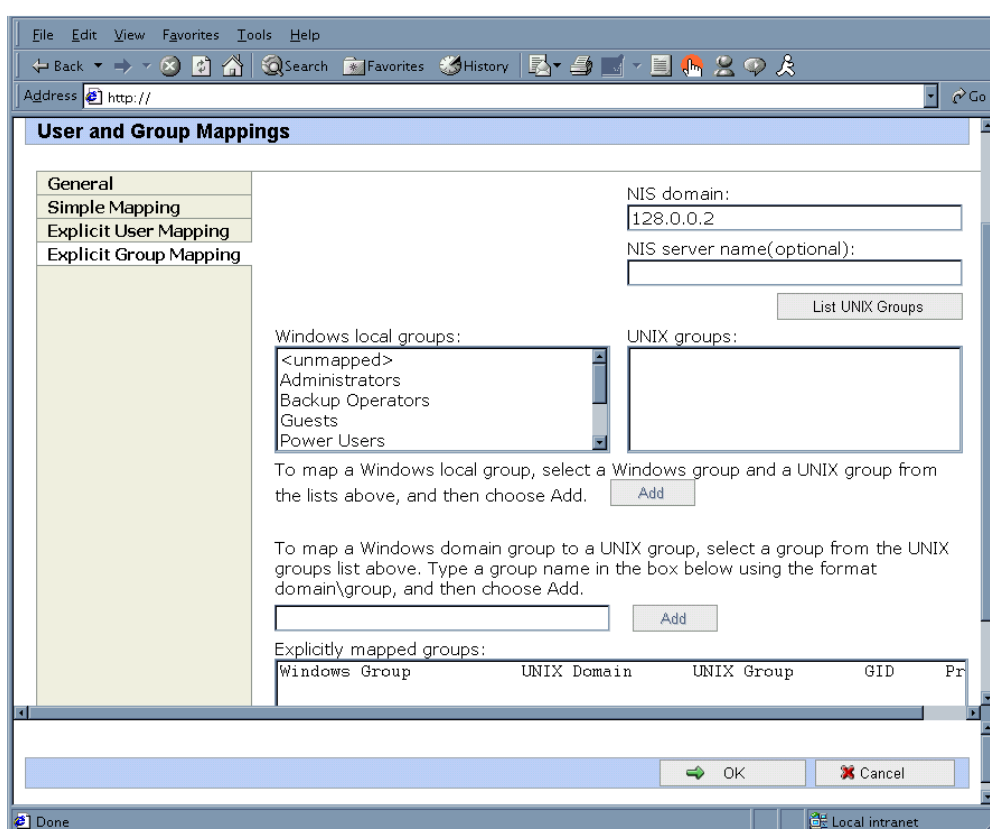 File Edit View Favorites Tools Help
Back Search Favorites History
Address http:// Go
User and Group Mappings
General
Simple Mapping
Explicit User Mapping
Explicit Group Mapping
NIS domain:
128.0.0.2
NIS server name(optional):
List UNIX Groups
Windows local groups:
<unmapped>
Administrators
Backup Operators
Guests
Power Users
UNIX groups:
To map a Windows local group, select a Windows group and a UNIX group from
the lists above, and then choose Add. Add
To map a Windows domain group to a UNIX group, select a group from the UNIX
groups list above. Type a group name in the box below using the format
domain\group, and then choose Add.
Add
Explicitly mapped groups:
Windows Group UNIX Domain UNIX Group GID Pr
OK Cancel
Done Local intranet